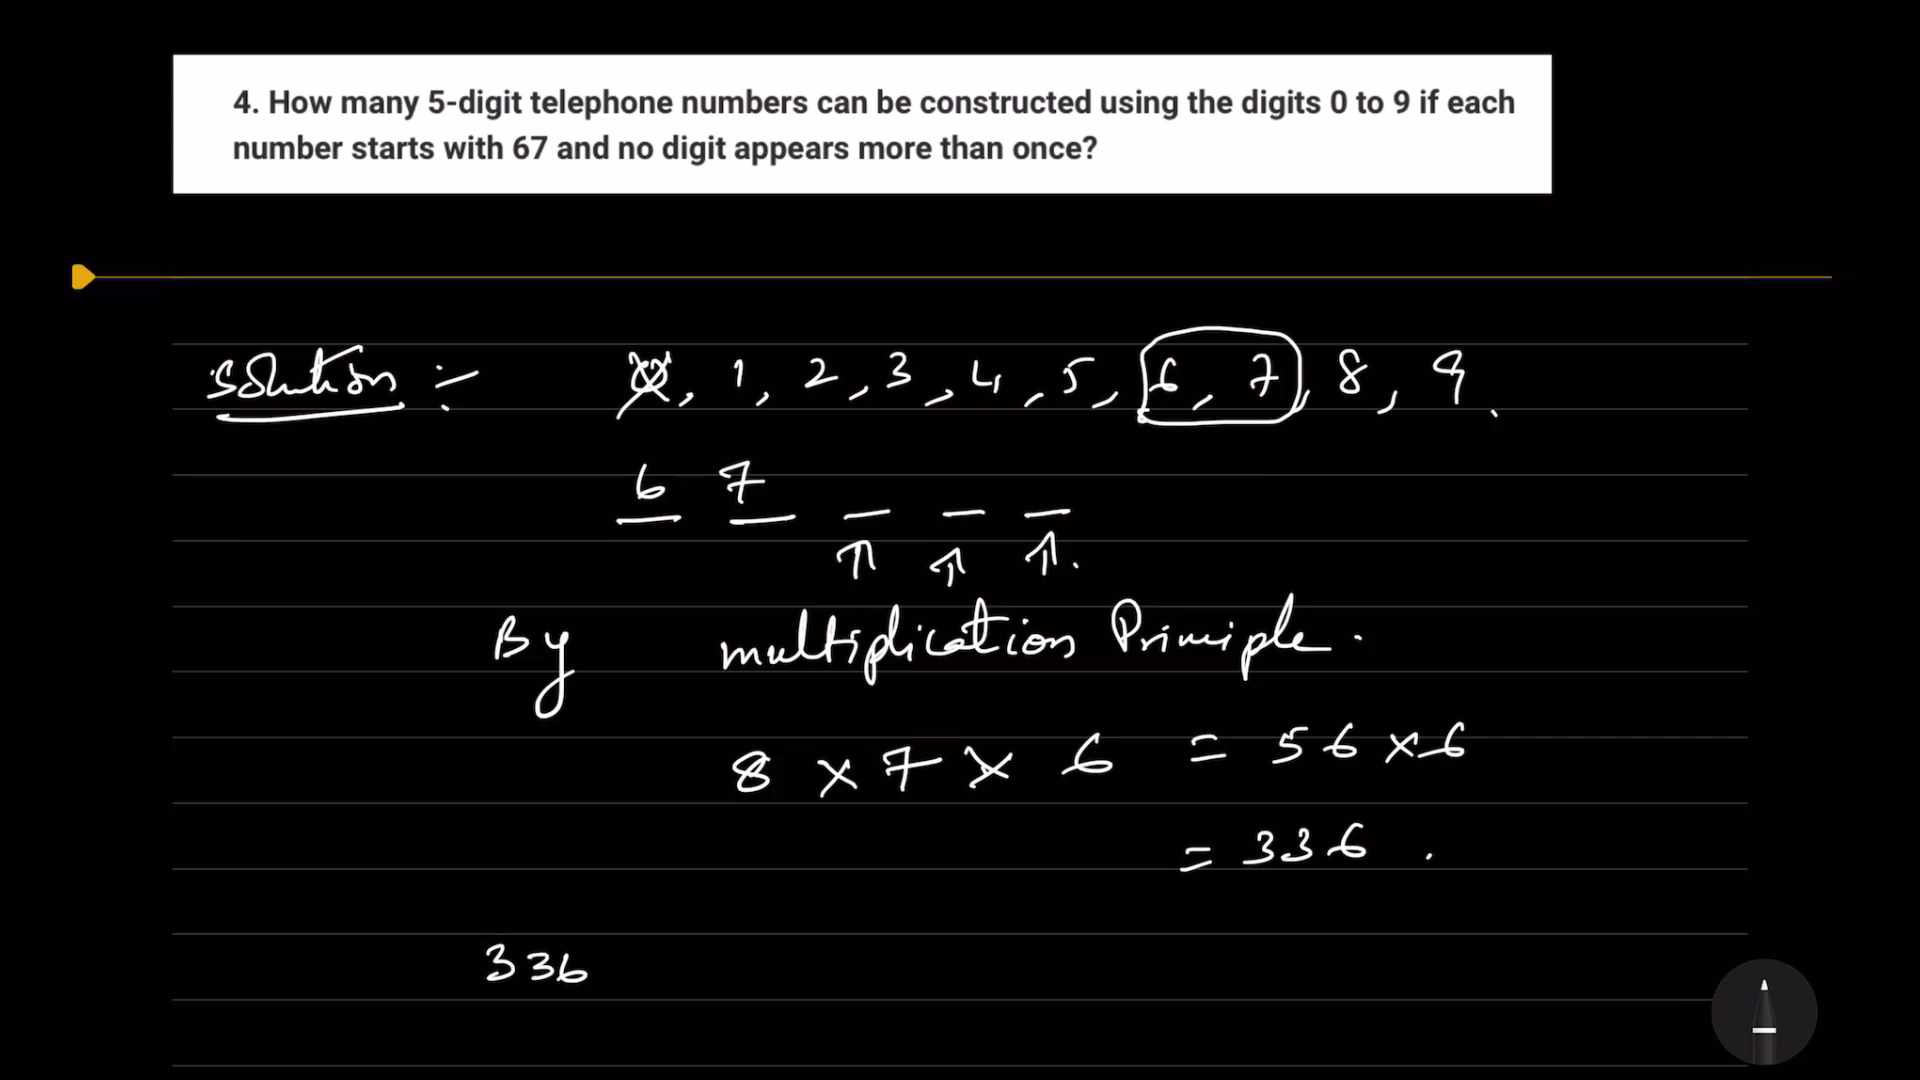 4. How many 5-digit telephone numbers can be constructed using the digits 0 to 9 if each
number starts with 67 and no digit appears more than once?
Solution :- 0, 1, 2, 3, 4, 5, 6, 7, 8, 9.
6 7 _ _ _
By multiplication Principle.
8 × 7 × 6 = 56 × 6
= 336 .
336